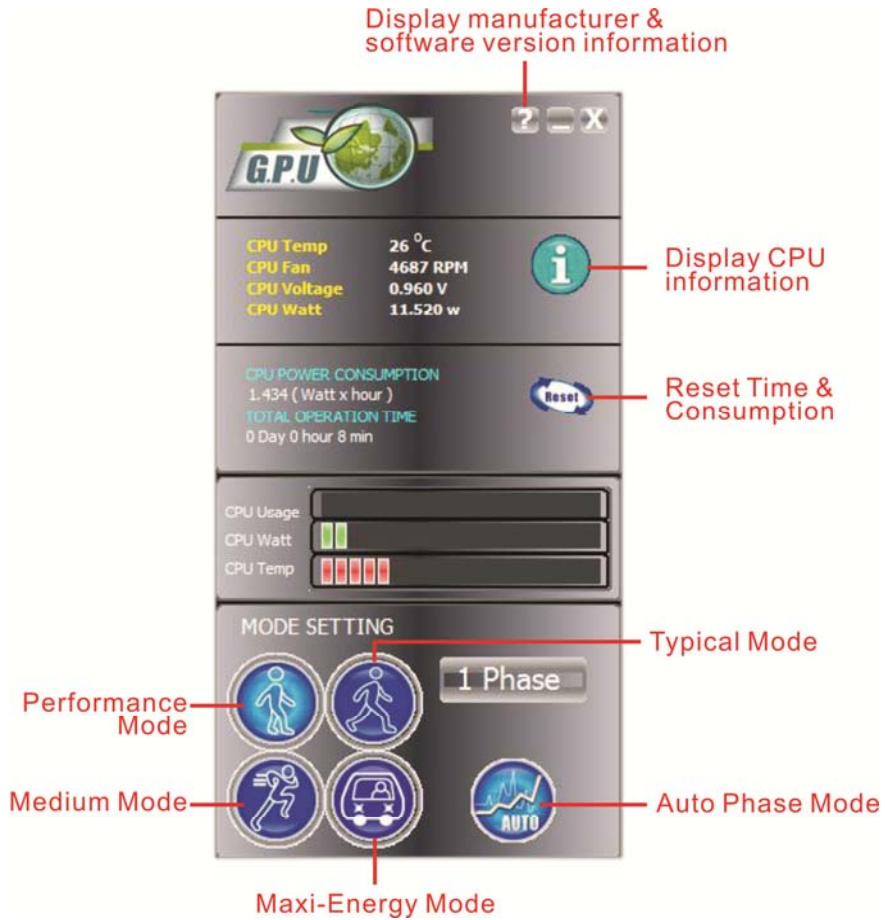 Display manufacturer &
software version information
? _ X
G.P.U
CPU Temp 26 °C
CPU Fan 4687 RPM
CPU Voltage 0.960 V
CPU Watt 11.520 w
i
Display CPU
information
CPU POWER CONSUMPTION
1.434 ( Watt x hour )
TOTAL OPERATION TIME
0 Day 0 hour 8 min
Reset
Reset Time &
Consumption
CPU Usage
CPU Watt
CPU Temp
MODE SETTING
Typical Mode
1 Phase
Performance
Mode
Medium Mode
AUTO
Auto Phase Mode
Maxi-Energy Mode